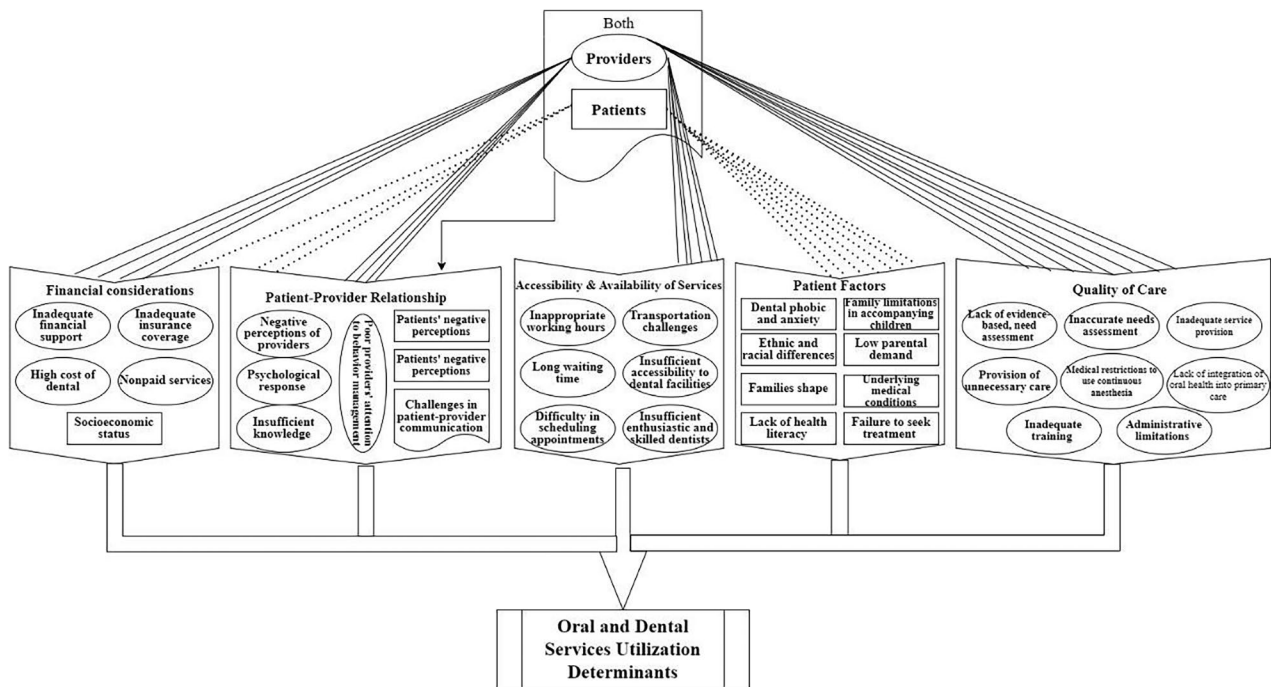 Both
Providers
Patients
Financial considerations
Inadequate
financial
support
Inadequate
insurance
coverage
High cost of
dental
Nonpaid services
Socioeconomic
status
Patient-Provider Relationship
Negative
perceptions of
providers
Psychological
response
Insufficient
knowledge
Poor providers' attention
to behavior management
Patients' negative
perceptions
Patients' negative
perceptions
Challenges in
patient-provider
communication
Accessibility & Availability of Services
Inappropriate
working hours
Transportation
challenges
Long waiting
time
Insufficient
accessibility to
dental facilities
Difficulty in
scheduling
appointments
Insufficient
enthusiastic and
skilled dentists
Patient Factors
Dental phobic
and anxiety
Family limitations
in accompanying
children
Ethnic and
racial differences
Low parental
demand
Families shape
Underlying
medical
conditions
Lack of health
literacy
Failure to seek
treatment
Quality of Care
Lack of evidence-
based, need
assessment
Inaccurate needs
assessment
Inadequate service
provision
Provision of
unnecessary care
Medical restrictions to
use continuous
anesthesia
Lack of integration of
oral health into primary
care
Inadequate
training
Administrative
limitations
Oral and Dental
Services Utilization
Determinants